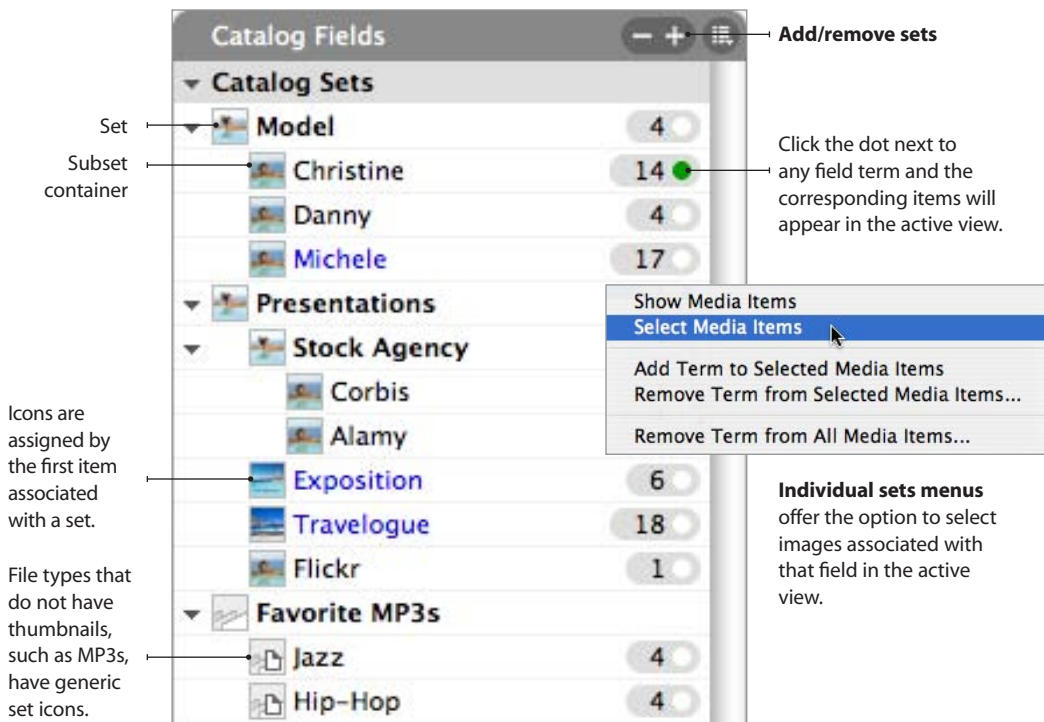 Catalog Fields
Add/remove sets
Catalog Sets
Set
Model 4
Subset
container
Christine 14
Click the dot next to
any field term and the
corresponding items will
appear in the active view.
Danny 4
Michele 17
Presentations
Show Media Items
Select Media Items
Add Term to Selected Media Items
Remove Term from Selected Media Items...
Remove Term from All Media Items...
Stock Agency
Corbis
Alamy
Icons are
assigned by
the first item
associated
with a set.
Exposition 6
Individual sets menus
offer the option to select
images associated with
that field in the active
view.
Travelogue 18
Flickr 1
File types that
do not have
thumbnails,
such as MP3s,
have generic
set icons.
Favorite MP3s
Jazz 4
Hip-Hop 4